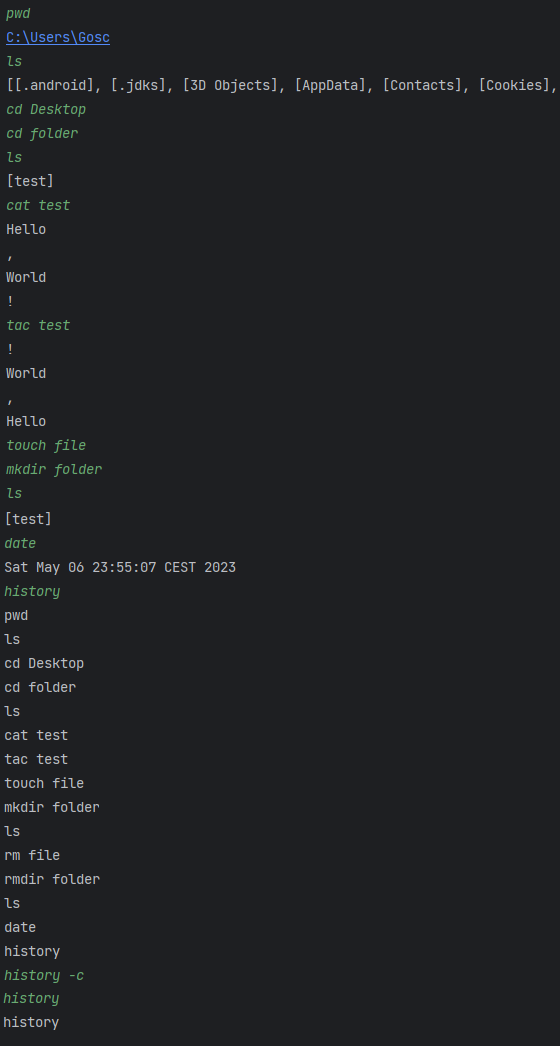 pwd
C:\Users\Gosc
ls
[[.android], [.jdks], [3D Objects], [AppData], [Contacts], [Cookies],
cd Desktop
cd folder
ls
[test]
cat test
Hello
,
World
!
tac test
!
World
,
Hello
touch file
mkdir folder
ls
[test]
date
Sat May 06 23:55:07 CEST 2023
history
pwd
ls
cd Desktop
cd folder
ls
cat test
tac test
touch file
mkdir folder
ls
rm file
rmdir folder
ls
date
history
history -c
history
history